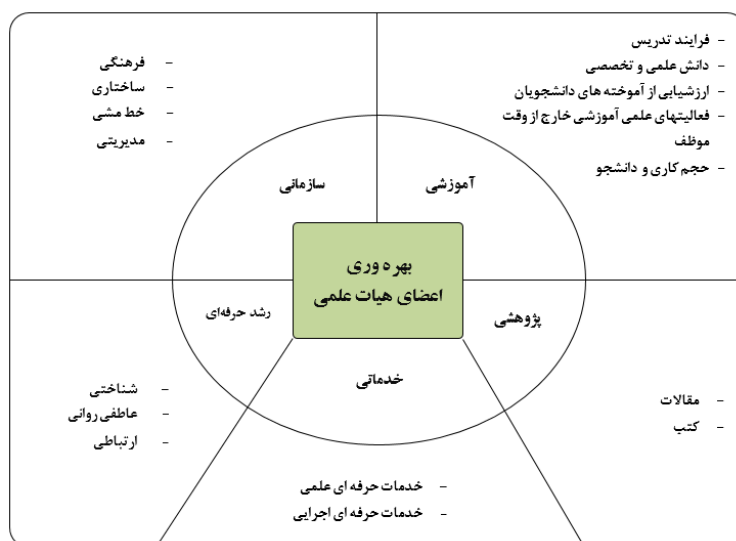 - فرایند تدریس
- دانش علمی و تخصصی
- ارزشیابی از آموخته های دانشجویان
- فعالیتهای علمی آموزشی خارج از وقت
موظف
- حجم کاری و دانشجو
- فرهنگی
- ساختاری
- خط مشی
- مدیریتی
آموزشی
سازمانی
بهره وری
اعضای هیات علمی
پژوهشی
رشد حرفه‌ای
خدماتی
- مقالات
- کتب
- شناختی
- عاطفی روانی
- ارتباطی
- خدمات حرفه ای علمی
- خدمات حرفه ای اجرایی